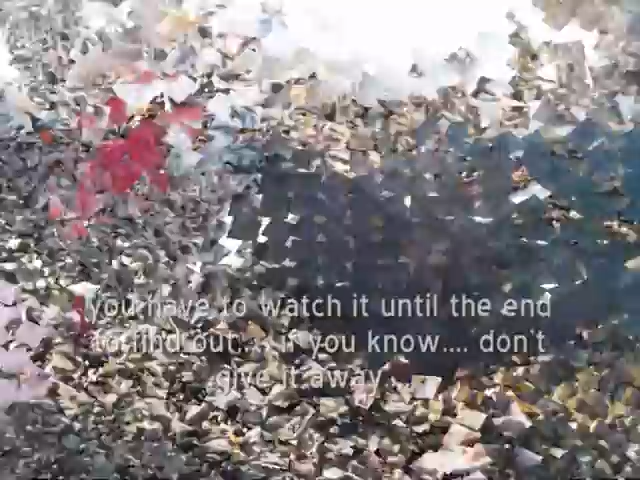 you have to watch it until the end
to find out.... if you know.... don't
give it away...